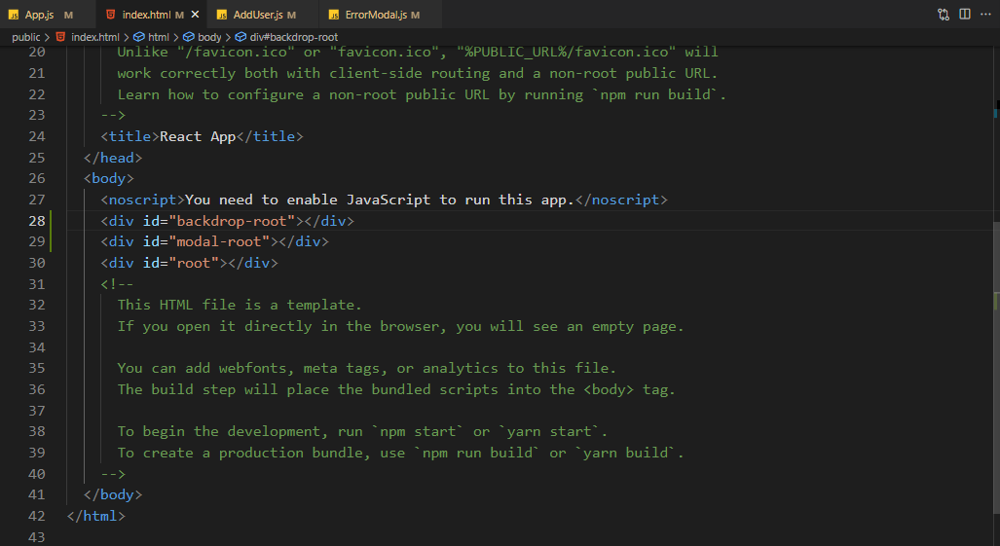 App.js M index.html M × AddUser.js M ErrorModal.js M
public > index.html > html > body > div#backdrop-root
20 Unlike "/favicon.ico" or "favicon.ico", "%PUBLIC_URL%/favicon.ico" will
21 work correctly both with client-side routing and a non-root public URL.
22 Learn how to configure a non-root public URL by running `npm run build`.
23 -->
24 <title>React App</title>
25 </head>
26 <body>
27 <noscript>You need to enable JavaScript to run this app.</noscript>
28 <div id="backdrop-root"></div>
29 <div id="modal-root"></div>
30 <div id="root"></div>
31 <!--
32 This HTML file is a template.
33 If you open it directly in the browser, you will see an empty page.
34
35 You can add webfonts, meta tags, or analytics to this file.
36 The build step will place the bundled scripts into the <body> tag.
37
38 To begin the development, run `npm start` or `yarn start`.
39 To create a production bundle, use `npm run build` or `yarn build`.
40 -->
41 </body>
42 </html>
43